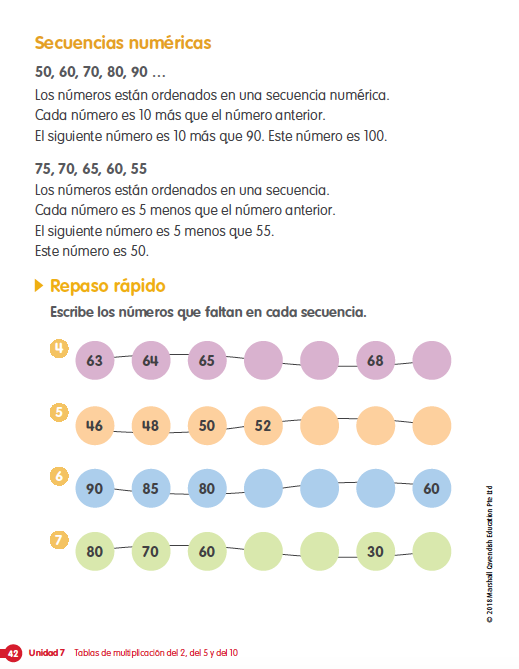 Secuencias numéricas
50, 60, 70, 80, 90 ...
Los números están ordenados en una secuencia numérica.
Cada número es 10 más que el número anterior.
El siguiente número es 10 más que 90. Este número es 100.
75, 70, 65, 60, 55
Los números están ordenados en una secuencia.
Cada número es 5 menos que el número anterior.
El siguiente número es 5 menos que 55.
Este número es 50.
Repaso rápido
Escribe los números que faltan en cada secuencia.
4 63 64 65 68
5 46 48 50 52
6 90 85 80 60
7 80 70 60 30
© 2018 Marshall Cavendish Education Pte Ltd
42 Unidad 7 Tablas de multiplicación del 2, del 5 y del 10